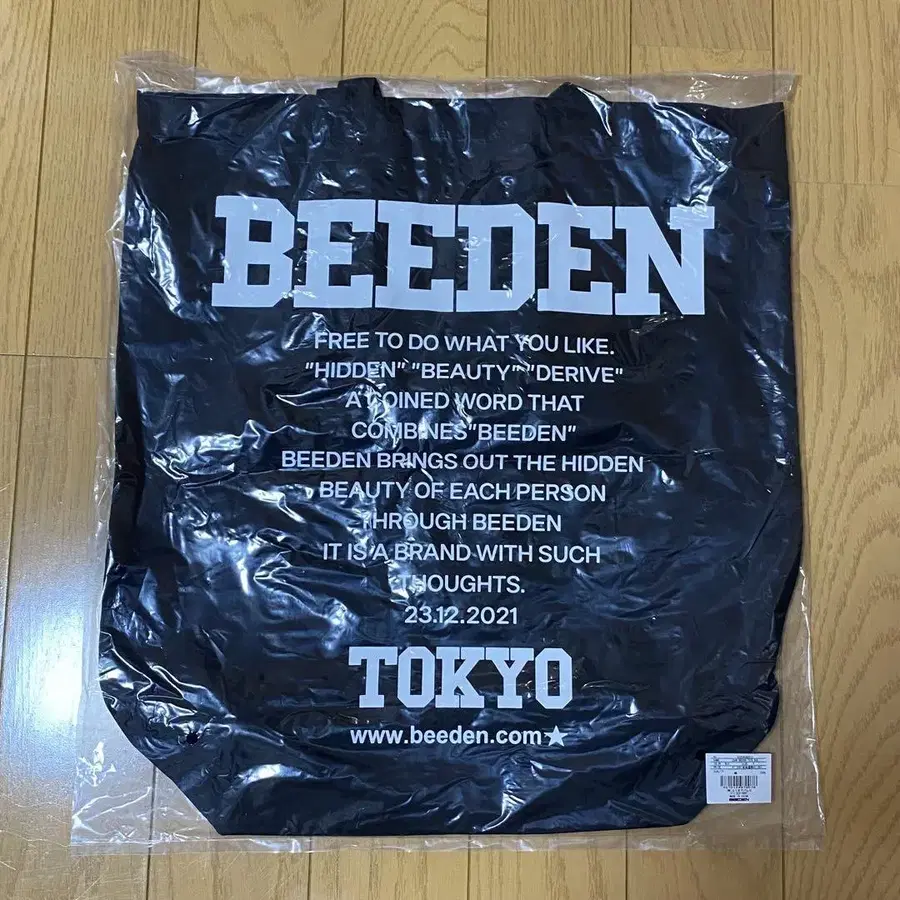 BEEDEN
FREE TO DO WHAT YOU LIKE.
"HIDDEN" "BEAUTY" "DERIVE"
A COINED WORD THAT
COMBINES"BEEDEN"
BEEDEN BRINGS OUT THE HIDDEN
BEAUTY OF EACH PERSON
THROUGH BEEDEN
IT IS A BRAND WITH SUCH
THOUGHTS.
23.12.2021
TOKYO
www.beeden.com★